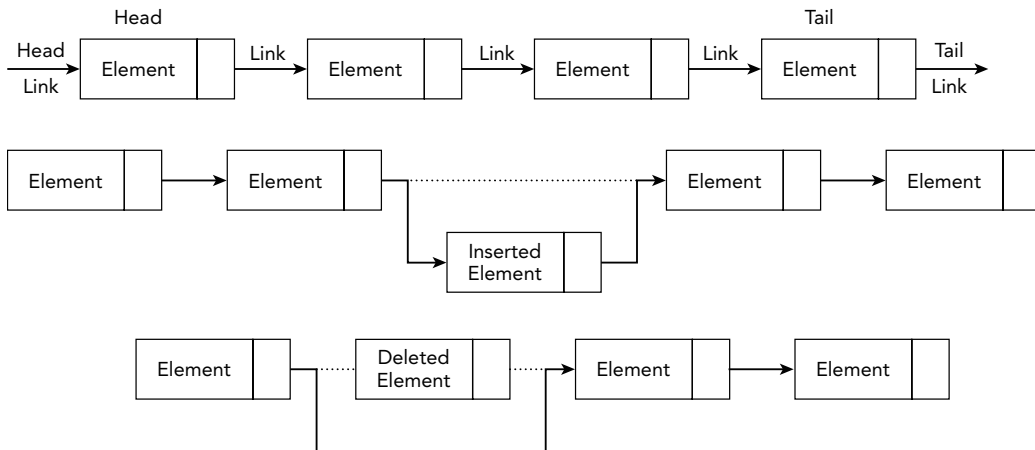 Head Tail
Head Link Link Link Tail
Element Element Element Element
Link Link
Element Element Element Element
Inserted
Element
Element Deleted Element Element
Element